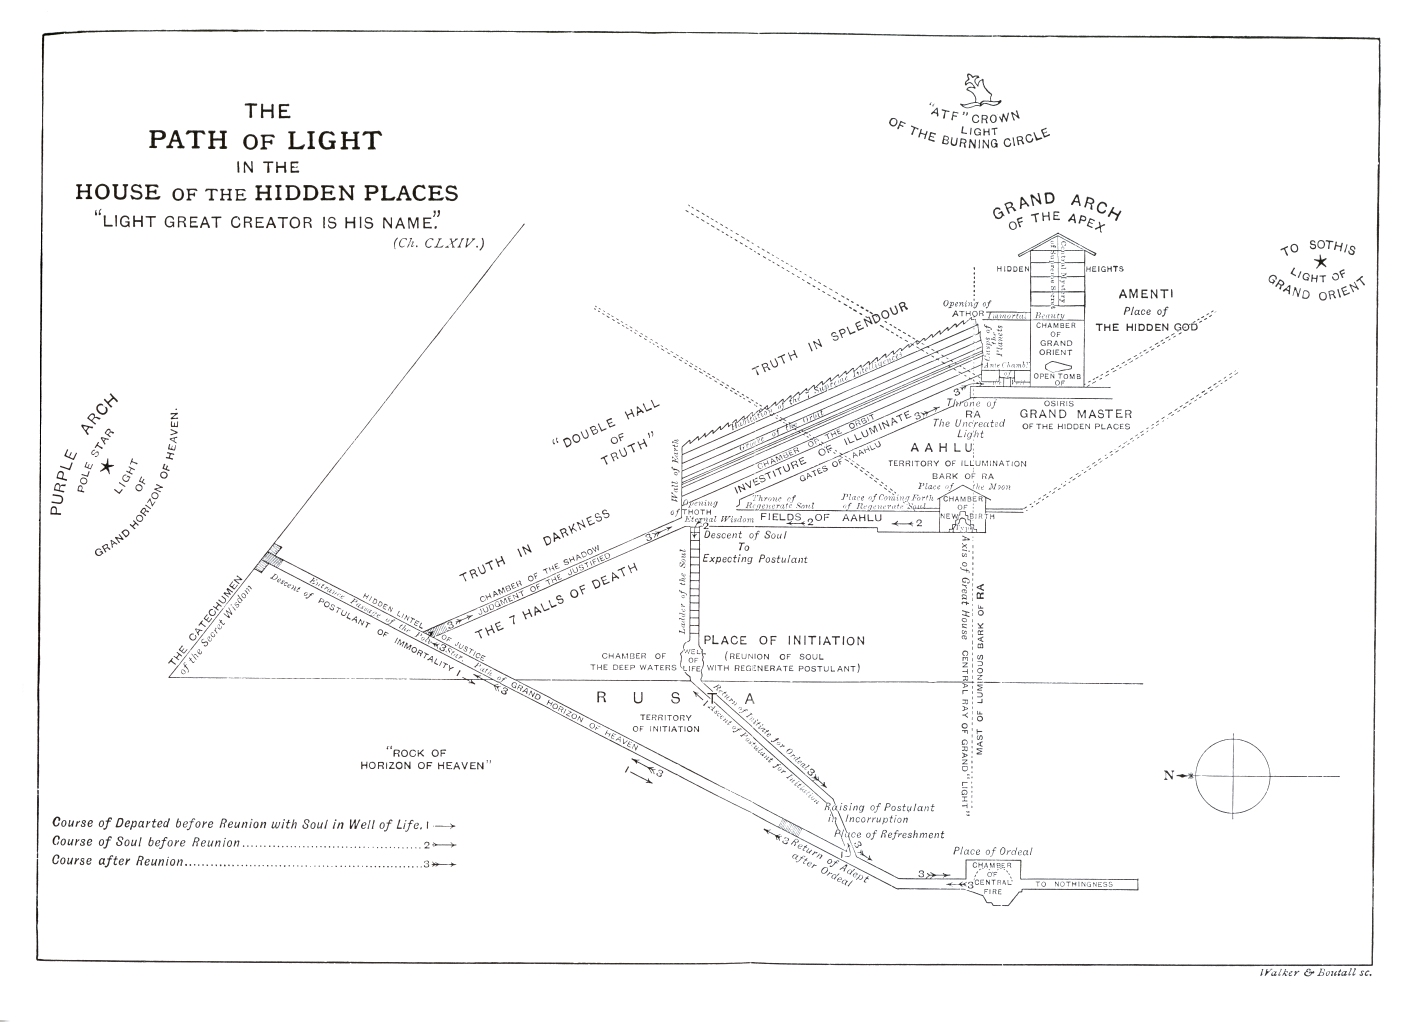 THE
PATH OF LIGHT
IN THE
HOUSE OF THE HIDDEN PLACES
"LIGHT GREAT CREATOR IS HIS NAME".
(Ch. CLXIV.)
"ATF" CROWN
LIGHT
OF THE BURNING CIRCLE
GRAND ARCH
OF THE APEX
TO SOTHIS
LIGHT OF
GRAND ORIENT
HIDDEN
HEIGHTS
AMENTI
Place of
THE HIDDEN GOD
Opening of
ATHOR
Immortal Beauty
CHAMBER
OF
GRAND
ORIENT
OPEN TOMB
OF
OSIRIS
GRAND MASTER
OF THE HIDDEN PLACES
Cusps of
the
Planets
Ante Chambr
of
Throne of
RA
The Uncreated
Light
TRUTH IN SPLENDOUR
"DOUBLE HALL
OF
TRUTH"
CHAMBER OF THE ORBIT
INVESTITURE OF ILLUMINATE
GATES OF AAHLU
3
Wall of Earth
AAHLU
TERRITORY OF ILLUMINATION
BARK OF RA
Place of the Moon
CHAMBER
OF
NEW BIRTH
Opening
of THOTH
Eternal Wisdom
Throne of
Regenerate Soul
Place of Coming Forth
of Regenerate Soul
FIELDS OF AAHLU
2
2
PURPLE ARCH
POLE STAR
LIGHT
OF
GRAND HORIZON OF HEAVEN.
TRUTH IN DARKNESS
CHAMBER OF THE SHADOW
JUDGMENT OF THE JUSTIFIED
THE 7 HALLS OF DEATH
Descent of Soul
To
Expecting Postulant
Ladder of the Soul
THE CATECHUMEN
of the Secret Wisdom
HIDDEN LINTEL
OF JUSTICE
Entrance Passage of the Pole Star, Path of GRAND HORIZON OF HEAVEN
Descent of POSTULANT OF IMMORTALITY
PLACE OF INITIATION
CHAMBER OF
THE DEEP WATERS
WELL
OF
LIFE
(REUNION OF SOUL
WITH REGENERATE POSTULANT)
Axis of Great House CENTRAL RAY OF GRAND "LIGHT"
MAST OF LUMINOUS BARK OF RA
RUSTA
TERRITORY
OF INITIATION
Return of Initiate for Ordeal
Ascent of Postulant for Initiation
"ROCK OF
HORIZON OF HEAVEN"
N
Raising of Postulant
in Incorruption
Place of Refreshment
Return of Adept
after Ordeal
Place of Ordeal
CHAMBER
OF
CENTRAL
FIRE
TO NOTHINGNESS
Course of Departed before Reunion with Soul in Well of Life. 1
Course of Soul before Reunion 2
Course after Reunion 3
Walker & Boutall sc.